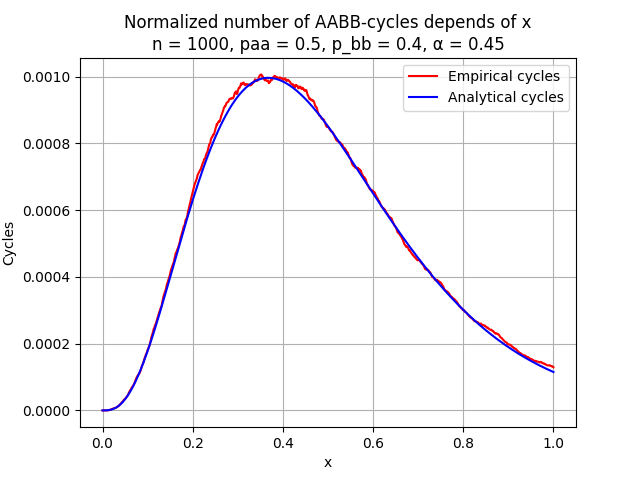 Normalized number of AABB-cycles depends of x
n = 1000, paa = 0.5, p_bb = 0.4, α = 0.45
Empirical cycles
Analytical cycles
0.0010
0.0008
0.0006
0.0004
0.0002
0.0000
Cycles
0.0 0.2 0.4 0.6 0.8 1.0
x